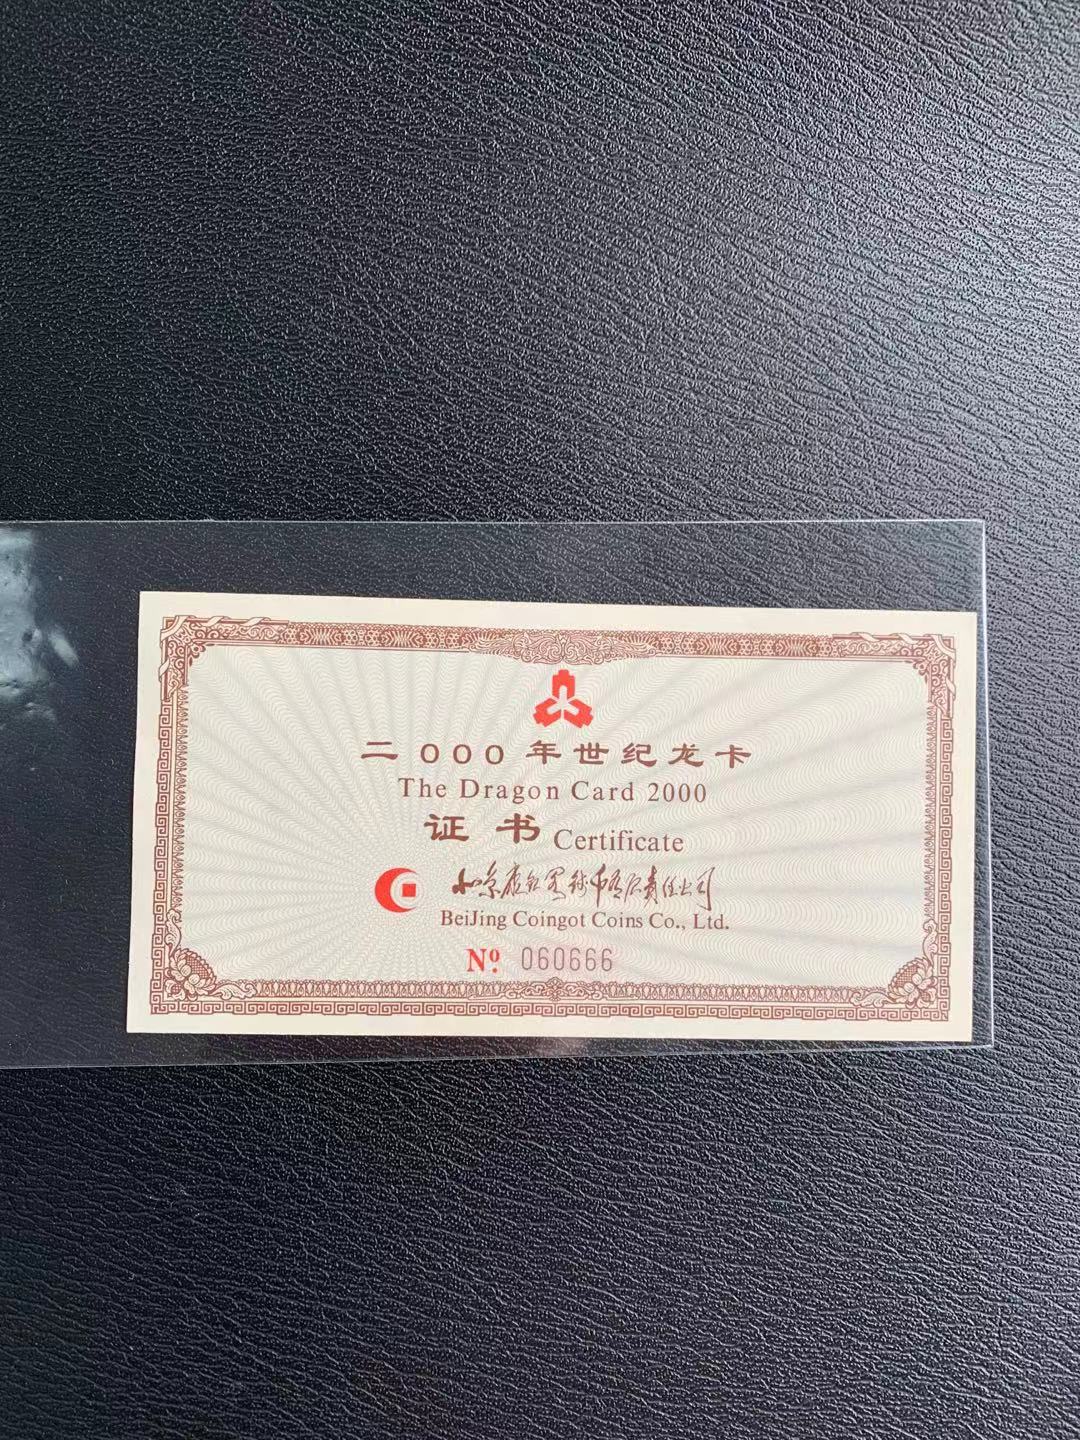 二000年世纪龙卡
The Dragon Card 2000
证书 Certificate
BeiJing Coingot Coins Co., Ltd.
Nº. 060666